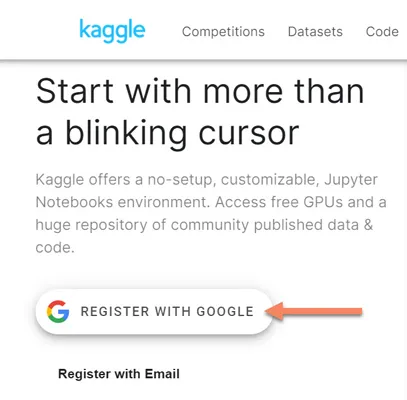 kaggle Competitions Datasets Code
Start with more than
a blinking cursor
Kaggle offers a no-setup, customizable, Jupyter
Notebooks environment. Access free GPUs and a
huge repository of community published data &
code.
REGISTER WITH GOOGLE
Register with Email